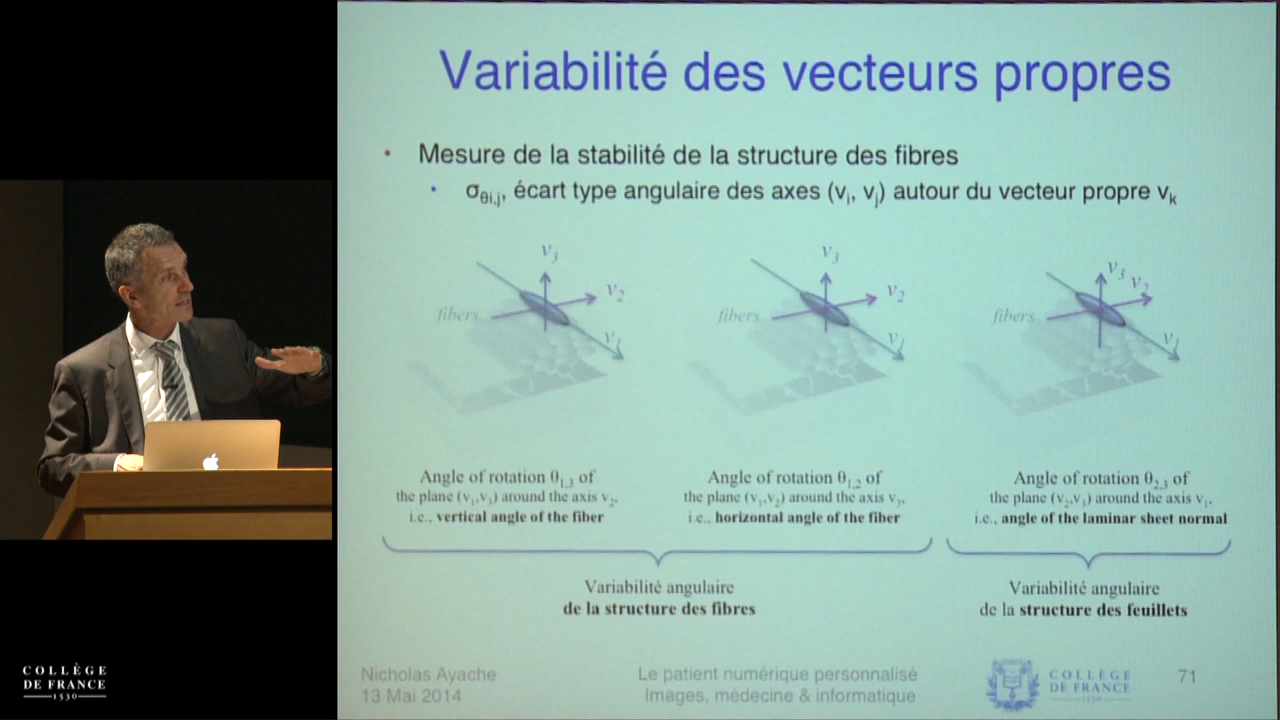 Variabilité des vecteurs propres
• Mesure de la stabilité de la structure des fibres
• σθi,j, écart type angulaire des axes (vi, vj) autour du vecteur propre vk
v3
v2
fibers
v1
v3
v2
fibers
v1
v3
v2
fibers
v1
Angle of rotation θ1,3 of
the plane (v1,v3) around the axis v2,
i.e., vertical angle of the fiber
Angle of rotation θ1,2 of
the plane (v1,v2) around the axis v3,
i.e., horizontal angle of the fiber
Angle of rotation θ2,3 of
the plane (v2,v3) around the axis v1,
i.e., angle of the laminar sheet normal
Variabilité angulaire
de la structure des fibres
Variabilité angulaire
de la structure des feuillets
Nicholas Ayache
13 Mai 2014
Le patient numérique personnalisé
Images, médecine & informatique
COLLÈGE
DE FRANCE
71
COLLÈGE
DE FRANCE
1530